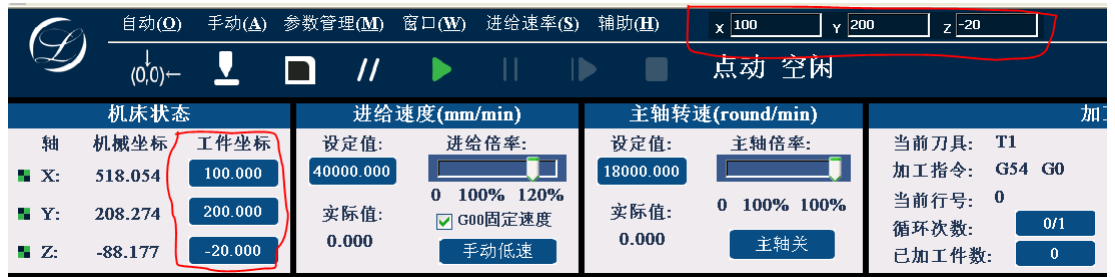 自动(O) 手动(A) 参数管理(M) 窗口(W) 进给速率(S) 辅助(H) X 100 Y 200 Z -20
(0,0)← 点动 空闲
机床状态
轴 机械坐标 工件坐标
X: 518.054 100.000
Y: 208.274 200.000
Z: -88.177 -20.000
进给速度(mm/min)
设定值: 进给倍率:
40000.000
0 100% 120%
实际值: G00固定速度
0.000 手动低速
主轴转速(round/min)
设定值: 主轴倍率:
18000.000
0 100% 100%
实际值:
0.000 主轴关
当前刀具: T1
加工指令: G54 G0
当前行号: 0
循环次数: 0/1
已加工件数: 0